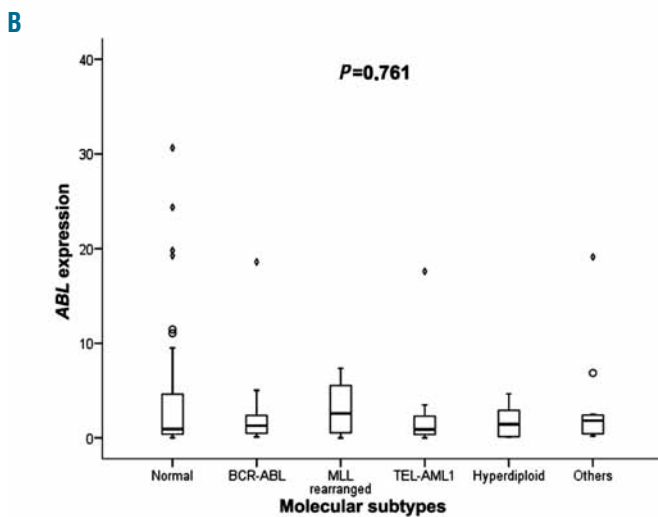 B
P=0.761
ABL expression
40
30
20
10
0
Normal
BCR-ABL
MLL
rearranged
TEL-AML1
Hyperdiploid
Others
Molecular subtypes